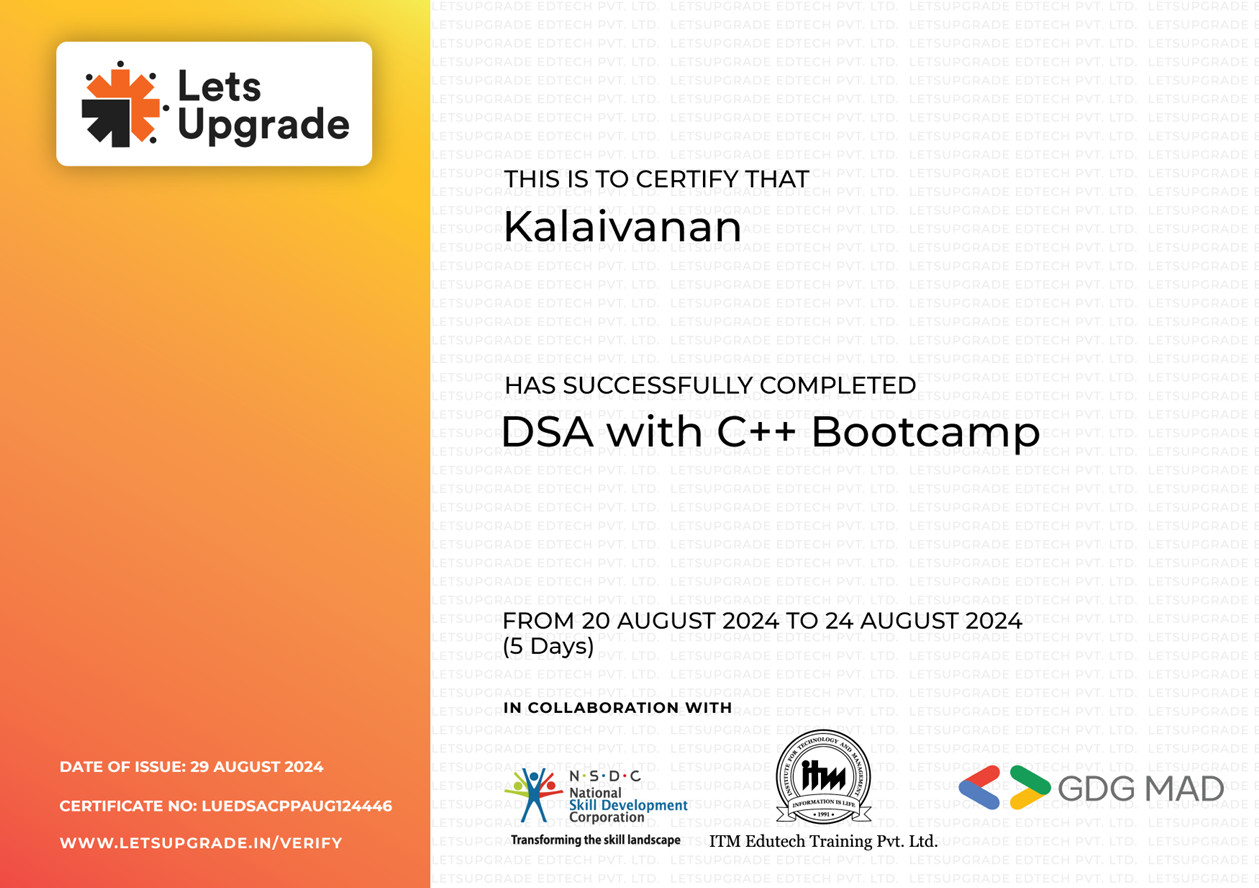 Lets
Upgrade
THIS IS TO CERTIFY THAT
Kalaivanan
HAS SUCCESSFULLY COMPLETED
DSA with C++ Bootcamp
FROM 20 AUGUST 2024 TO 24 AUGUST 2024
(5 Days)
IN COLLABORATION WITH
N·S·D·C
National
Skill Development
Corporation
Transforming the skill landscape
INSTITUTE FOR TECHNOLOGY AND MANAGEMENT
itm
INFORMATION IS LIFE
• 1991 •
ITM Edutech Training Pvt. Ltd.
GDG MAD
DATE OF ISSUE: 29 AUGUST 2024
CERTIFICATE NO: LUEDSACPPAUG124446
WWW.LETSUPGRADE.IN/VERIFY
LETSUPGRADE EDTECH PVT. LTD.